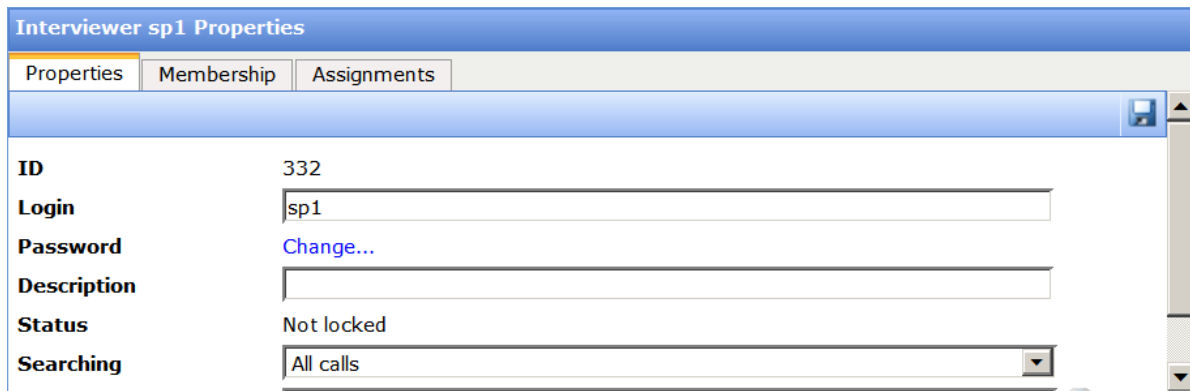 Interviewer sp1 Properties
Properties Membership Assignments
ID 332
Login sp1
Password Change...
Description
Status Not locked
Searching All calls